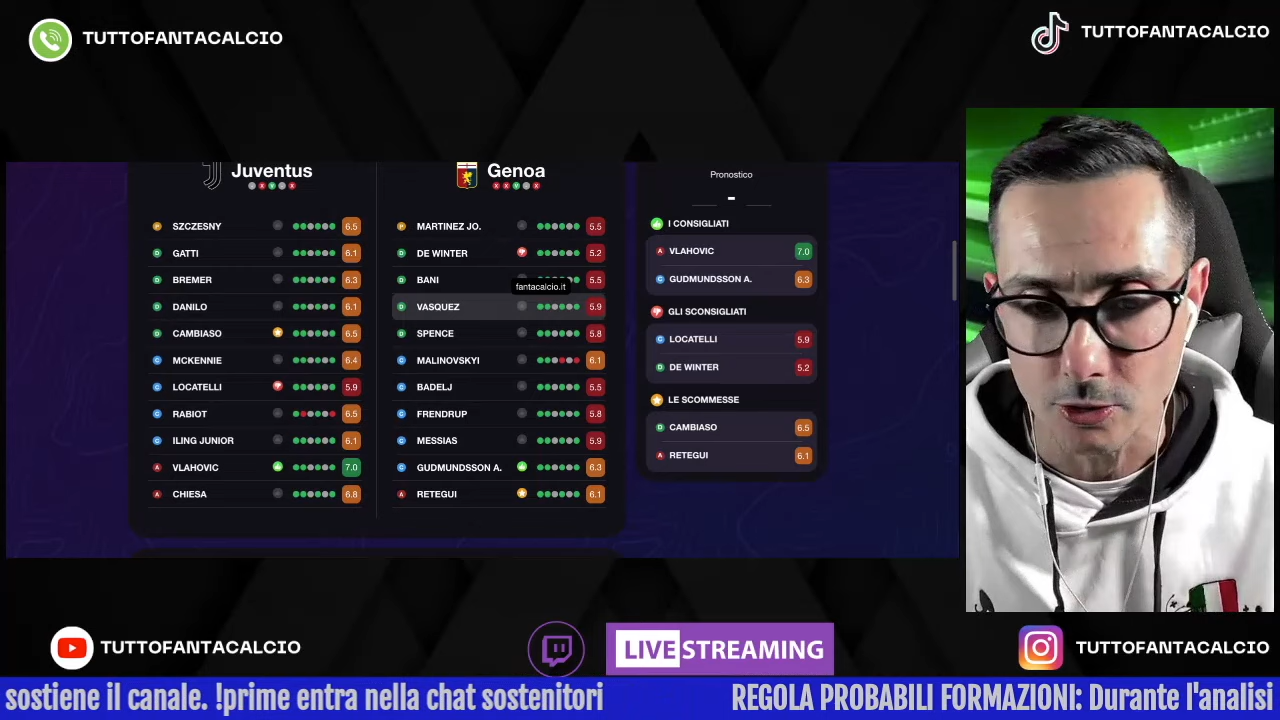 TUTTOFANTACALCIO
TUTTOFANTACALCIO
Juventus
Genoa
Pronostico
-
P SZCZESNY 6.5
D GATTI 6.1
D BREMER 6.3
D DANILO 6.1
D CAMBIASO 6.5
C MCKENNIE 6.4
C LOCATELLI 5.9
C RABIOT 6.5
C ILING JUNIOR 6.1
A VLAHOVIC 7.0
A CHIESA 6.8
P MARTINEZ JO. 5.5
D DE WINTER 5.2
D BANI 5.5
fantacalcio.it
D VASQUEZ 5.9
D SPENCE 5.8
C MALINOVSKYI 6.1
C BADELJ 5.5
C FRENDRUP 5.8
C MESSIAS 5.9
C GUDMUNDSSON A. 6.3
A RETEGUI 6.1
I CONSIGLIATI
A VLAHOVIC 7.0
C GUDMUNDSSON A. 6.3
GLI SCONSIGLIATI
C LOCATELLI 5.9
D DE WINTER 5.2
LE SCOMMESSE
D CAMBIASO 6.5
A RETEGUI 6.1
TUTTOFANTACALCIO
LIVE STREAMING
TUTTOFANTACALCIO
sostiene il canale. !prime entra nella chat sostenitori
REGOLA PROBABILI FORMAZIONI: Durante l'analisi